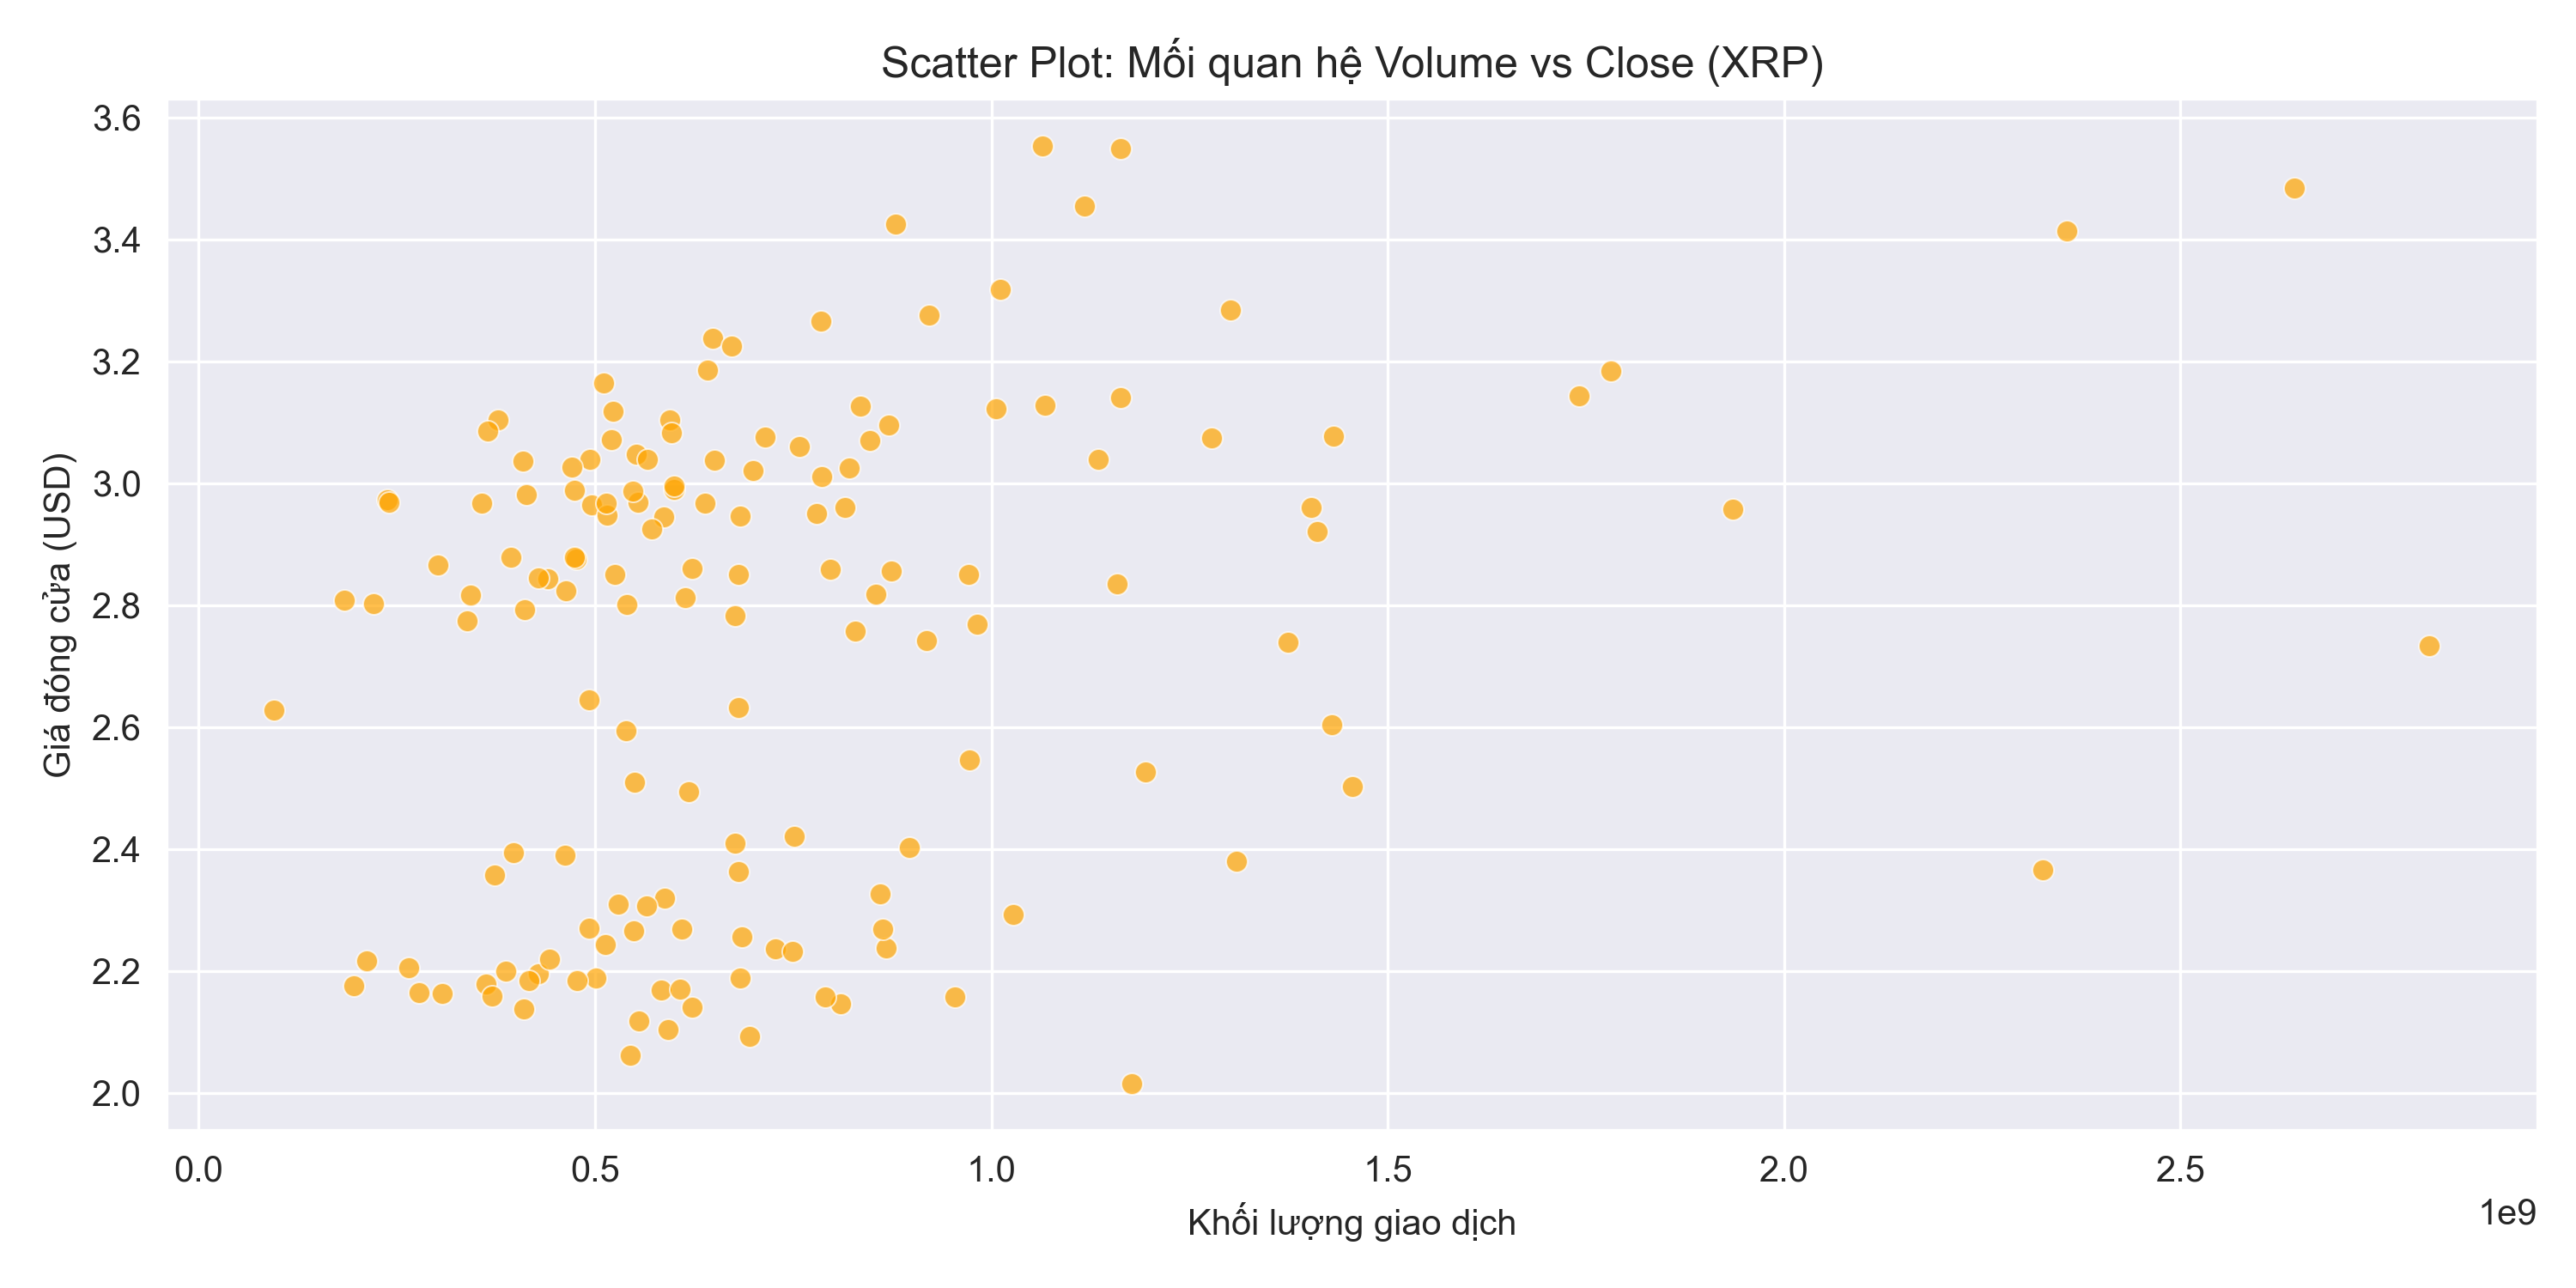 Scatter Plot: Mối quan hệ Volume vs Close (XRP)
Giá đóng cửa (USD)
3.6
3.4
3.2
3.0
2.8
2.6
2.4
2.2
2.0
0.0 0.5 1.0 1.5 2.0 2.5
1e9
Khối lượng giao dịch